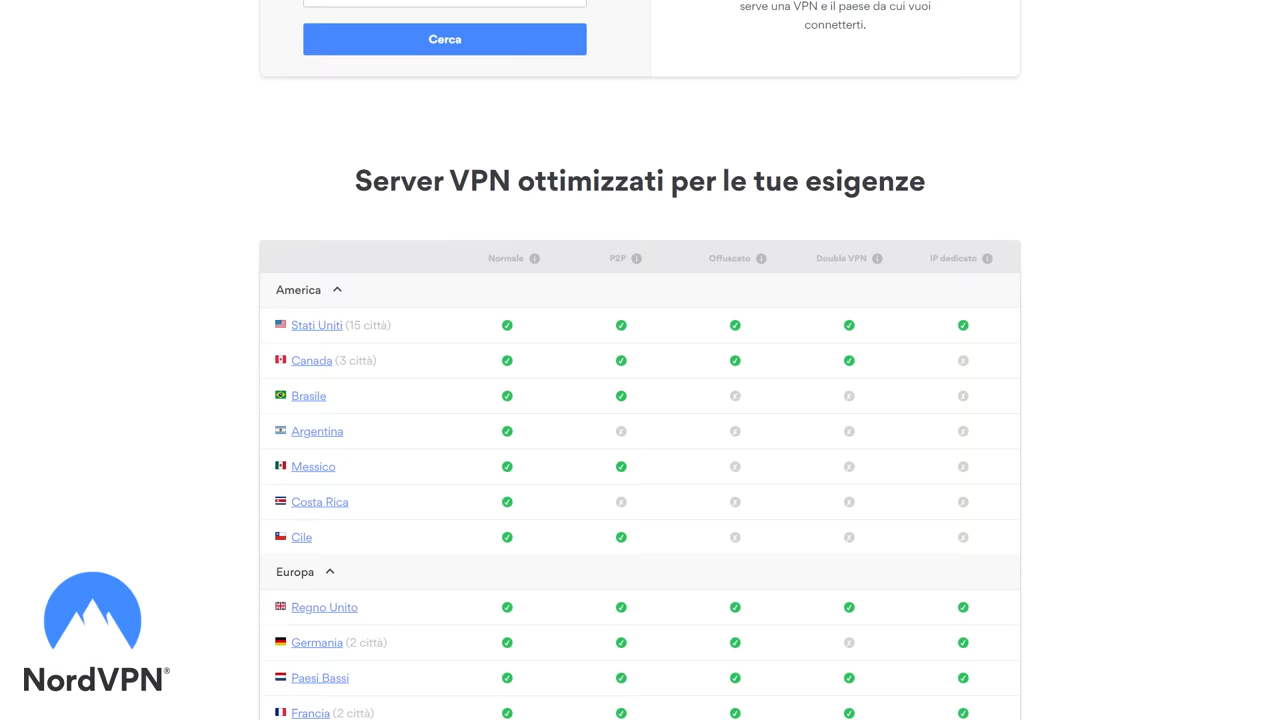 serve una VPN e il paese da cui vuoi
connetterti.
Cerca
Server VPN ottimizzati per le tue esigenze
Normale P2P Offuscato Double VPN IP dedicato
America
Stati Uniti (15 città)
Canada (3 città)
Brasile
Argentina
Messico
Costa Rica
Cile
Europa
Regno Unito
Germania (2 città)
Paesi Bassi
Francia (2 città)
NordVPN®